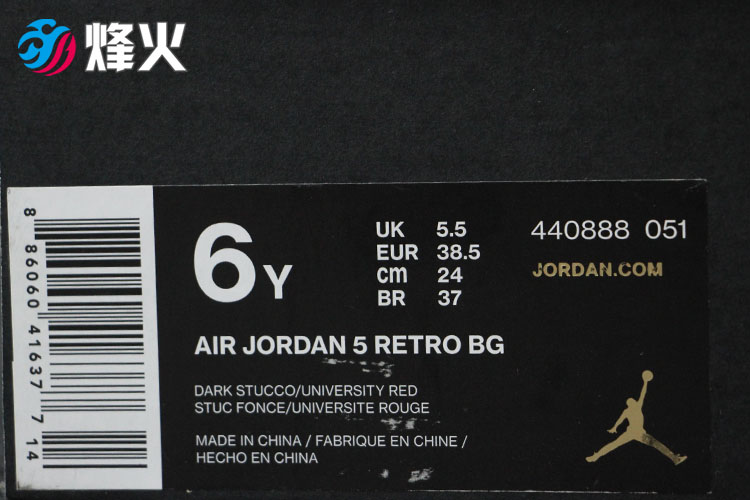 烽火
8 86060 41637 7 14
6Y
UK 5.5
EUR 38.5
cm 24
BR 37
440888 051
JORDAN.COM
AIR JORDAN 5 RETRO BG
DARK STUCCO/UNIVERSITY RED
STUC FONCE/UNIVERSITE ROUGE
MADE IN CHINA / FABRIQUE EN CHINE /
HECHO EN CHINA